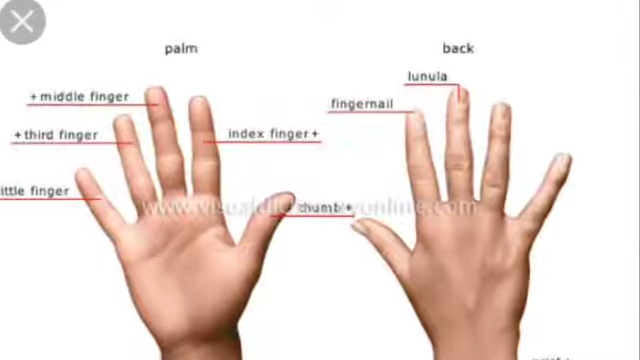 palm
back
lunula
+middle finger
fingernail
+third finger
index finger+
ittle finger
thumb+